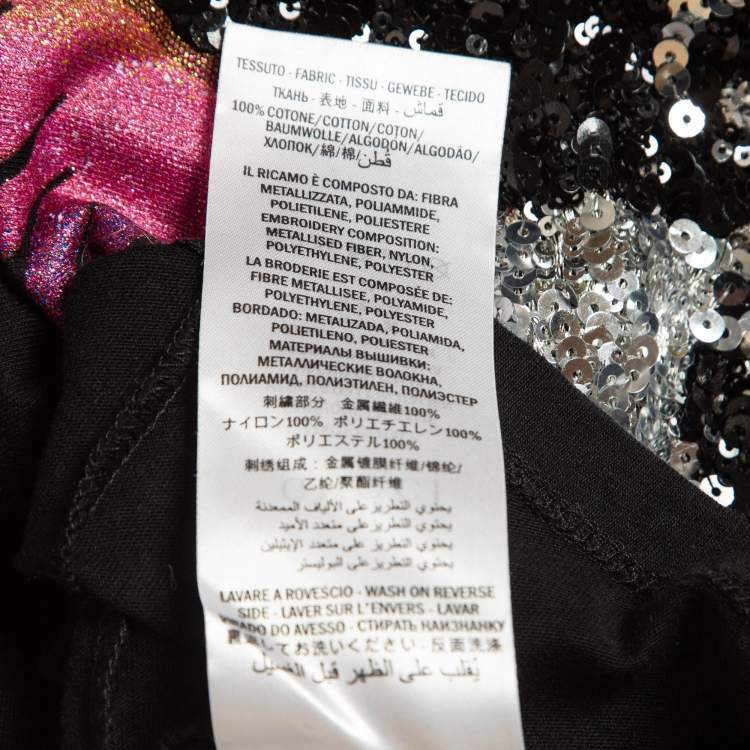 TESSUTO - FABRIC - TISSU - GEWEBE - TECIDO
ТКАНЬ - 表地 - 面料 - قماش
100% COTONE/COTTON/COTON/
BAUMWOLLE/ALGODON/ALGODÃO/
ХЛОПОК/綿/棉/قُطن
IL RICAMO È COMPOSTO DA: FIBRA
METALLIZZATA, POLIAMMIDE,
POLIETILENE, POLIESTERE
EMBROIDERY COMPOSITION:
METALLISED FIBER, NYLON,
POLYETHYLENE, POLYESTER
LA BRODERIE EST COMPOSÉE DE:
FIBRE METALLISEE, POLYAMIDE,
POLYETHYLENE, POLYESTER
BORDADO: METALIZADA, POLIAMIDA,
POLIETILENO, POLIESTER
МАТЕРИАЛЫ ВЫШИВКИ:
МЕТАЛЛИЧЕСКИЕ ВОЛОКНА,
ПОЛИАМИД, ПОЛИЭТИЛЕН, ПОЛИЭСТЕР
刺繍部分 金属繊維100%
ナイロン100% ポリエチエレン100%
ポリエステル100%
刺绣组成：金属镀膜纤维/锦纶/
乙纶/聚酯纤维
يحتوي التطريز على الألياف الممعدنة
يحتوي التطريز على متعدد الأميد
يحتوي التطريز على متعدد الإيثيلين
يحتوي التطريز على البوليستر
LAVARE A ROVESCIO - WASH ON REVERSE
SIDE - LAVER SUR L'ENVERS - LAVAR
DO AVESSO - СТИРАТЬ НАИЗНАНКУ
裏返してお洗いください - 反面洗涤
يُقلب على الظهر قبل الغسيل